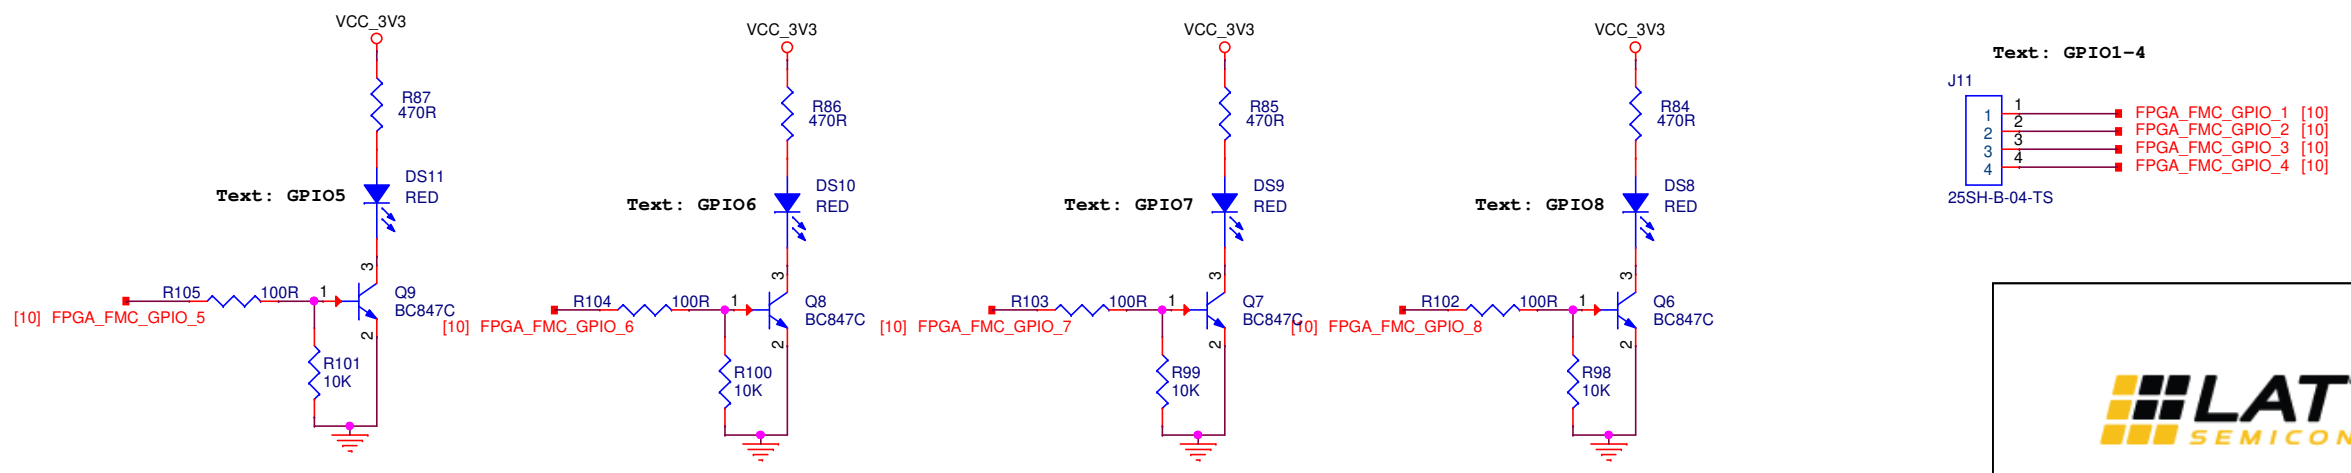 VCC_3V3
R87
470R
DS11
RED
Text: GPIO5
3
R105
100R
1
Q9
BC847C
[10] FPGA_FMC_GPIO_5
2
R101
10K
VCC_3V3
R86
470R
DS10
RED
Text: GPIO6
3
R104
100R
1
Q8
BC847C
[10] FPGA_FMC_GPIO_6
2
R100
10K
VCC_3V3
R85
470R
DS9
RED
Text: GPIO7
3
R103
100R
1
Q7
BC847C
[10] FPGA_FMC_GPIO_7
2
R99
10K
VCC_3V3
R84
470R
DS8
RED
Text: GPIO8
3
R102
100R
1
Q6
BC847C
[10] FPGA_FMC_GPIO_8
2
R98
10K
Text: GPIO1-4
J11
1 1 FPGA_FMC_GPIO_1 [10]
2 2 FPGA_FMC_GPIO_2 [10]
3 3 FPGA_FMC_GPIO_3 [10]
4 4 FPGA_FMC_GPIO_4 [10]
25SH-B-04-TS
LAT
SEMICON